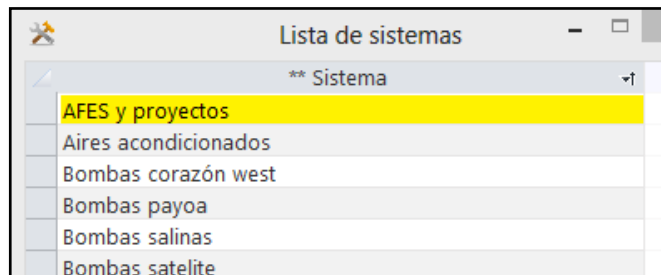 Lista de sistemas
** Sistema
AFES y proyectos
Aires acondicionados
Bombas corazón west
Bombas payoa
Bombas salinas
Bombas satelite